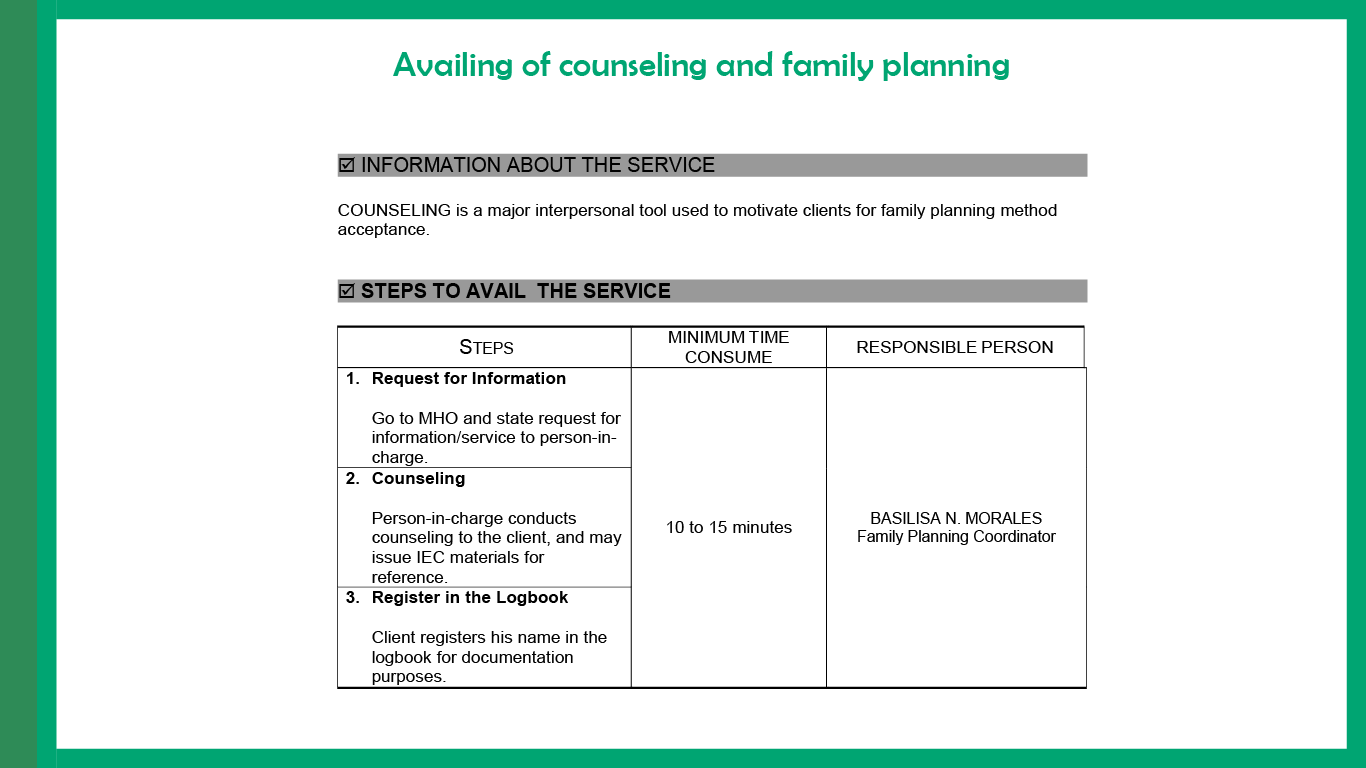 Availing of counseling and family planning
☑ INFORMATION ABOUT THE SERVICE
COUNSELING is a major interpersonal tool used to motivate clients for family planning method
acceptance.
☑ STEPS TO AVAIL  THE SERVICE
STEPS
MINIMUM TIME
CONSUME
RESPONSIBLE PERSON
1. Request for Information
Go to MHO and state request for
information/service to person-in-
charge.
2. Counseling
Person-in-charge conducts
counseling to the client, and may
issue IEC materials for
reference.
3. Register in the Logbook
Client registers his name in the
logbook for documentation
purposes.
10 to 15 minutes
BASILISA N. MORALES
Family Planning Coordinator